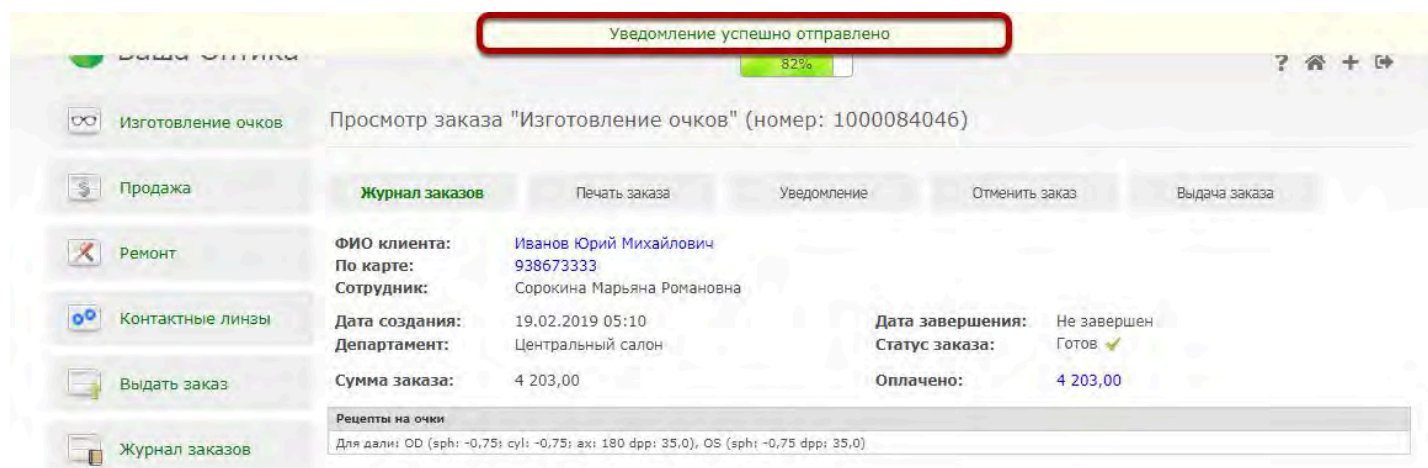 Уведомление успешно отправлено
82%
?
Изготовление очков
Просмотр заказа "Изготовление очков" (номер: 1000084046)
Продажа
Журнал заказов Печать заказа Уведомление Отменить заказ Выдача заказа
Ремонт
ФИО клиента: Иванов Юрий Михайлович
По карте: 938673333
Сотрудник: Сорокина Марьяна Романовна
Контактные линзы
Дата создания: 19.02.2019 05:10 Дата завершения: Не завершен
Департамент: Центральный салон Статус заказа: Готов
Выдать заказ
Сумма заказа: 4 203,00 Оплачено: 4 203,00
Рецепты на очки
Для дали: OD (sph: -0,75; cyl: -0,75; ax: 180 dpp: 35,0), OS (sph: -0,75 dpp: 35,0)
Журнал заказов